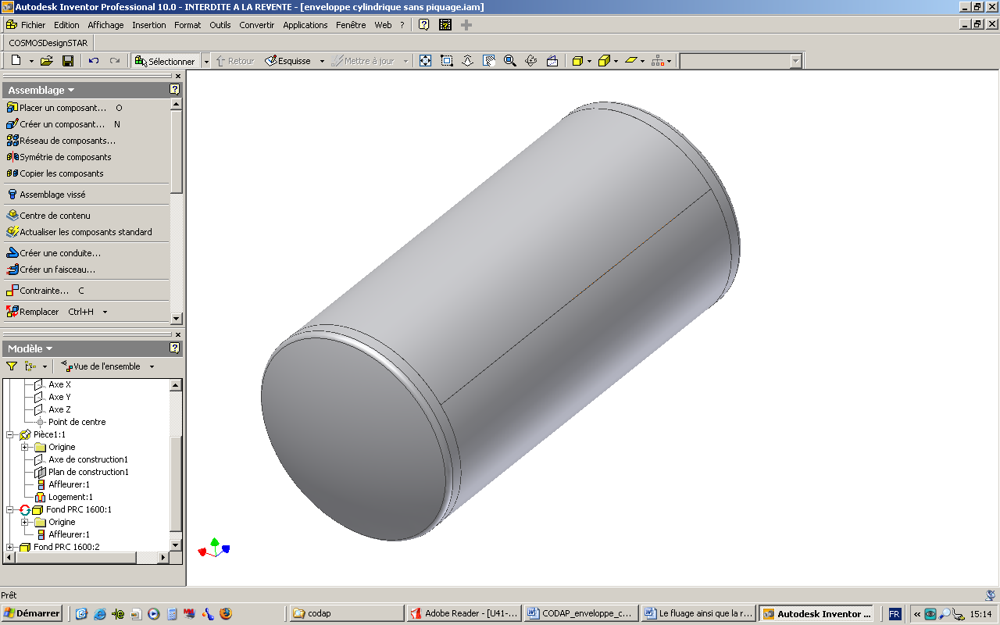 Autodesk Inventor Professional 10.0 - INTERDITE A LA REVENTE - [enveloppe cylindrique sans piquage.iam]
Fichier Edition Affichage Insertion Format Outils Convertir Applications Fenêtre Web ?
COSMOSDesignSTAR
Sélectionner Retour Esquisse Mettre à jour
Assemblage
Placer un composant... O
Créer un composant... N
Réseau de composants...
Symétrie de composants
Copier les composants
Assemblage vissé
Centre de contenu
Actualiser les composants standard
Créer une conduite...
Créer un faisceau...
Contrainte... C
Remplacer Ctrl+H
Modèle
Vue de l'ensemble
Axe X
Axe Y
Axe Z
Point de centre
Pièce1:1
Origine
Axe de construction1
Plan de construction1
Affleurer:1
Logement:1
Fond PRC 1600:1
Origine
Affleurer:1
Fond PRC 1600:2
Prêt
Démarrer codap Adobe Reader - [U41-... CODAP_enveloppe_c... Le fluage ainsi que la r... Autodesk Inventor ... FR « 15:14